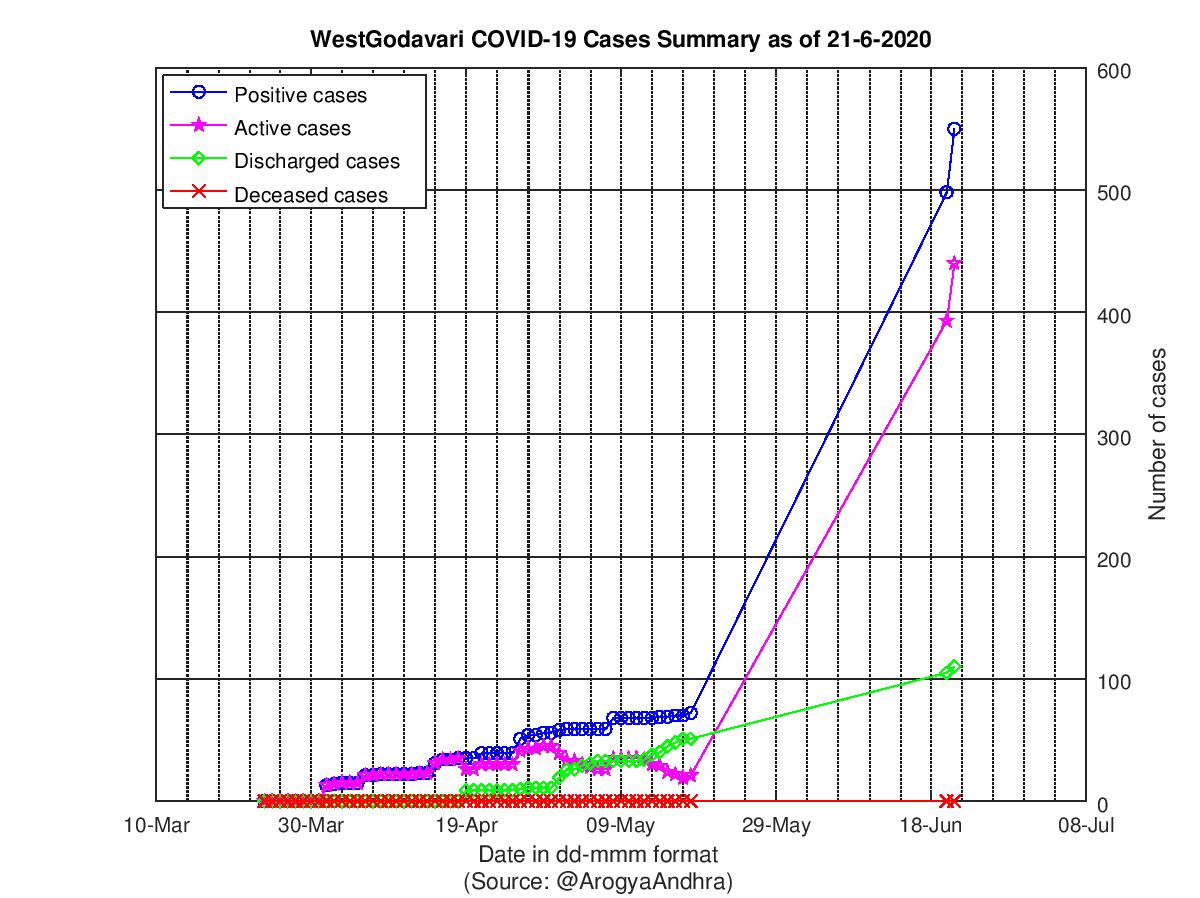 WestGodavari COVID-19 Cases Summary as of 21-6-2020
Positive cases
Active cases
Discharged cases
Deceased cases
600
500
400
300
200
100
0
Number of cases
10-Mar 30-Mar 19-Apr 09-May 29-May 18-Jun 08-Jul
Date in dd-mmm format
(Source: @ArogyaAndhra)